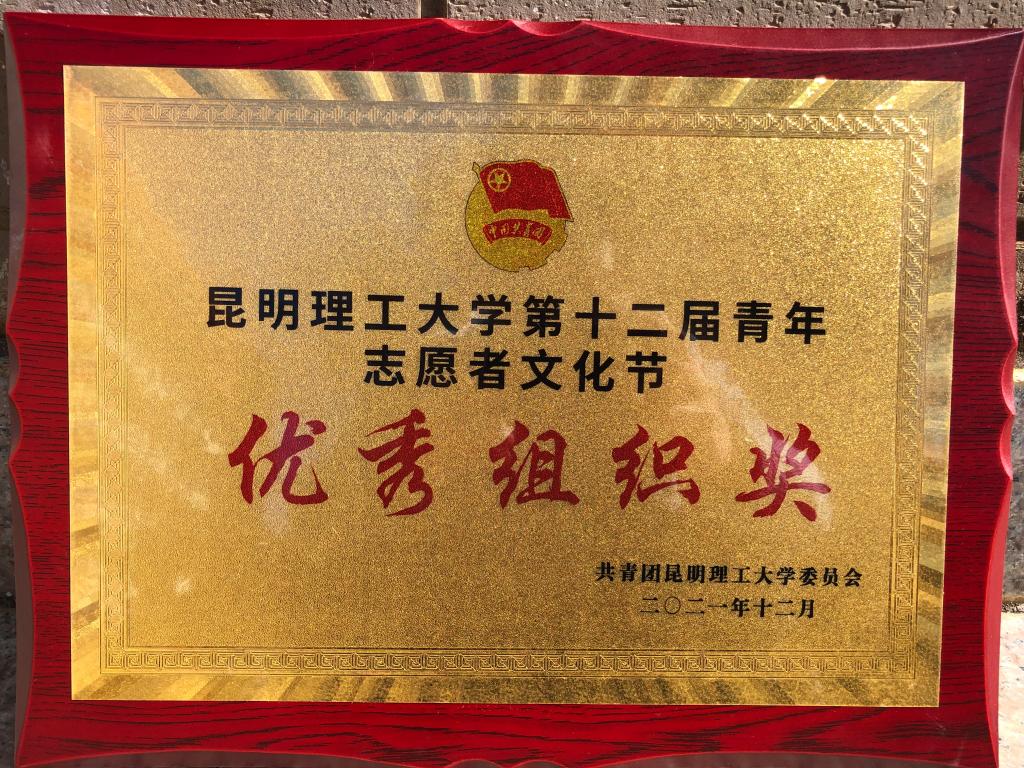 中国共青团
昆明理工大学第十二届青年
志愿者文化节
优秀组织奖
共青团昆明理工大学委员会
二〇二一年十二月